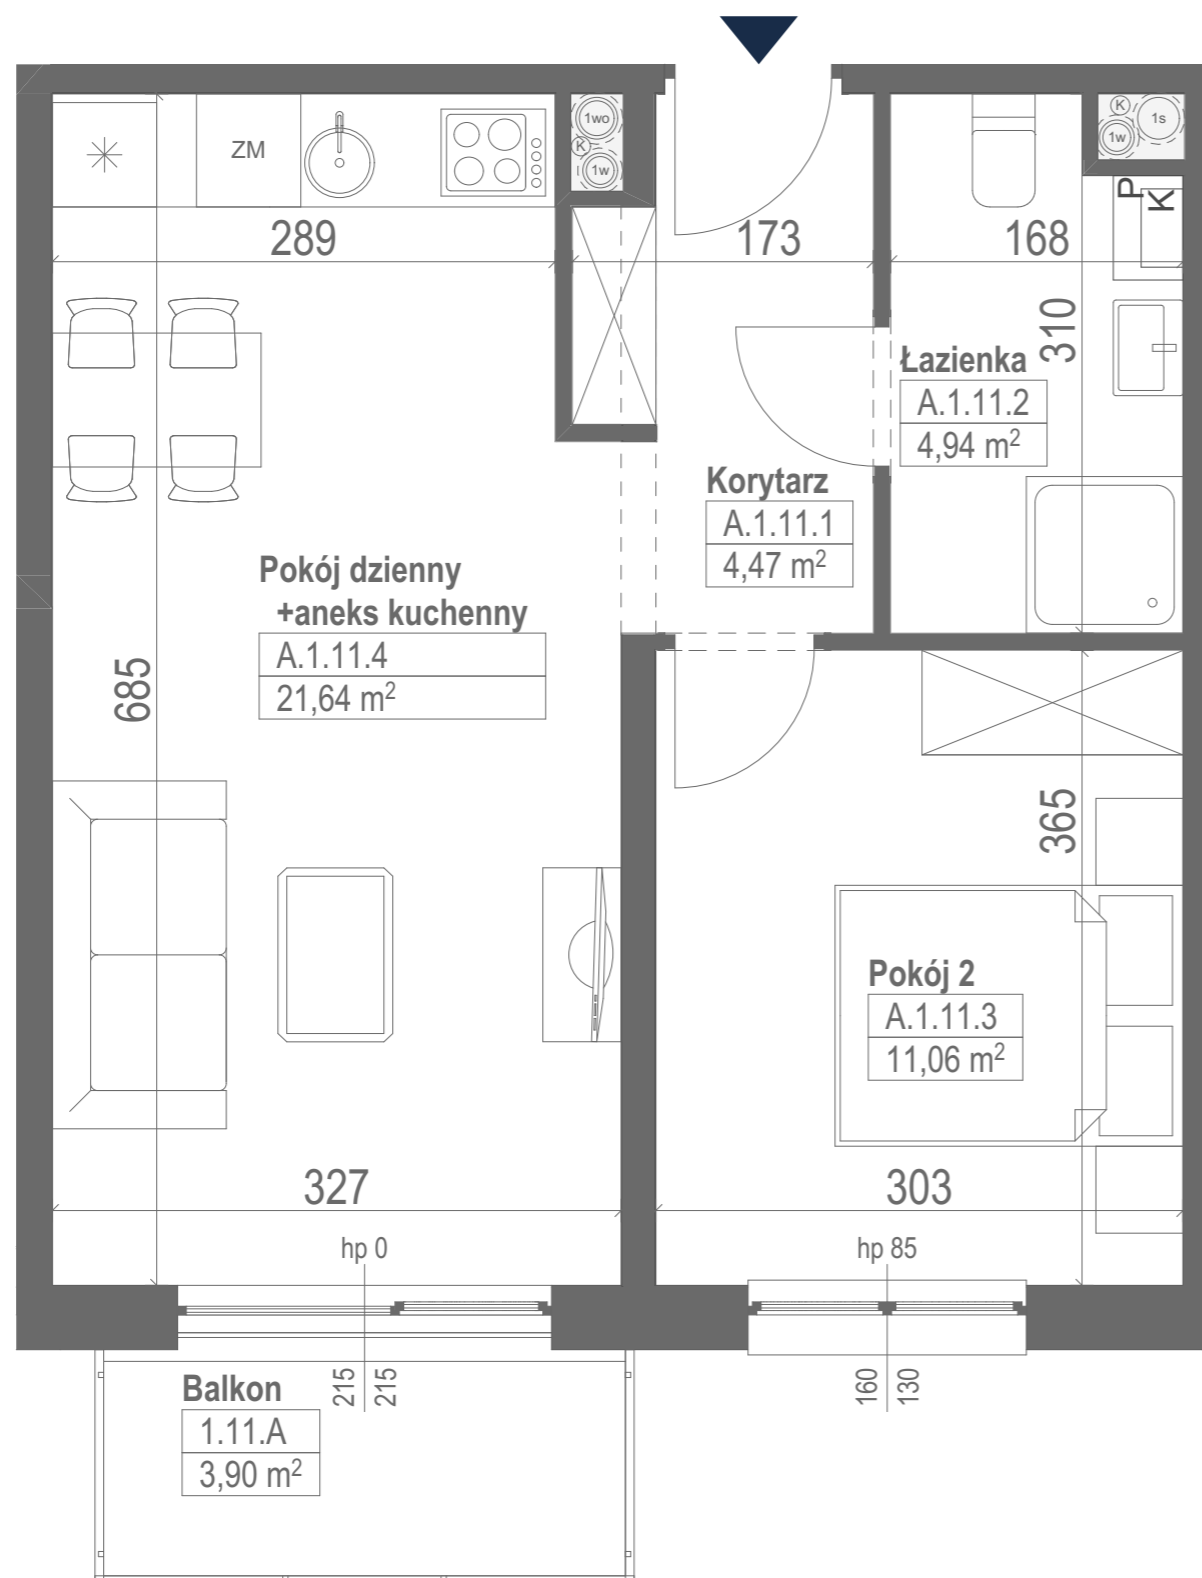 1wo
K
1w
K
1s
1w
ZM
P
K
289
173
168
310
Łazienka
A.1.11.2
4,94 m²
Korytarz
A.1.11.1
4,47 m²
Pokój dzienny
+aneks kuchenny
A.1.11.4
21,64 m²
685
365
Pokój 2
A.1.11.3
11,06 m²
327
303
hp 0
hp 85
215
215
160
130
Balkon
1.11.A
3,90 m²